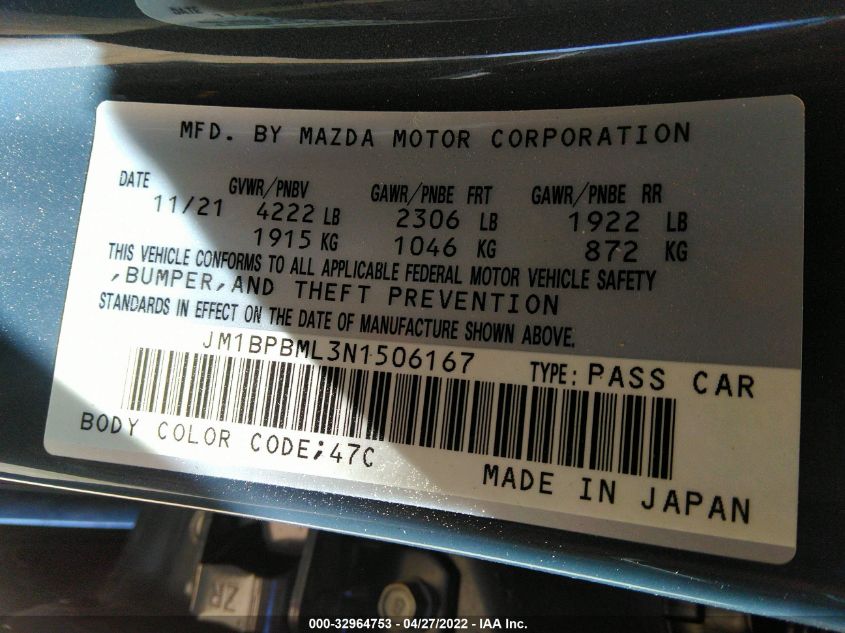 DATE
MFD. BY MAZDA MOTOR CORPORATION
DATE GVWR/PNBV GAWR/PNBE FRT GAWR/PNBE RR
11/21 4222 LB 2306 LB 1922 LB
1915 KG 1046 KG 872 KG
THIS VEHICLE CONFORMS TO ALL APPLICABLE FEDERAL MOTOR VEHICLE SAFETY
,BUMPER,AND THEFT PREVENTION
STANDARDS IN EFFECT ON THE DATE OF MANUFACTURE SHOWN ABOVE.
JM1BPBML3N1506167 TYPE: PASS CAR
BODY COLOR CODE;47C
MADE IN JAPAN
ZR
000-32964753 - 04/27/2022 - IAA Inc.